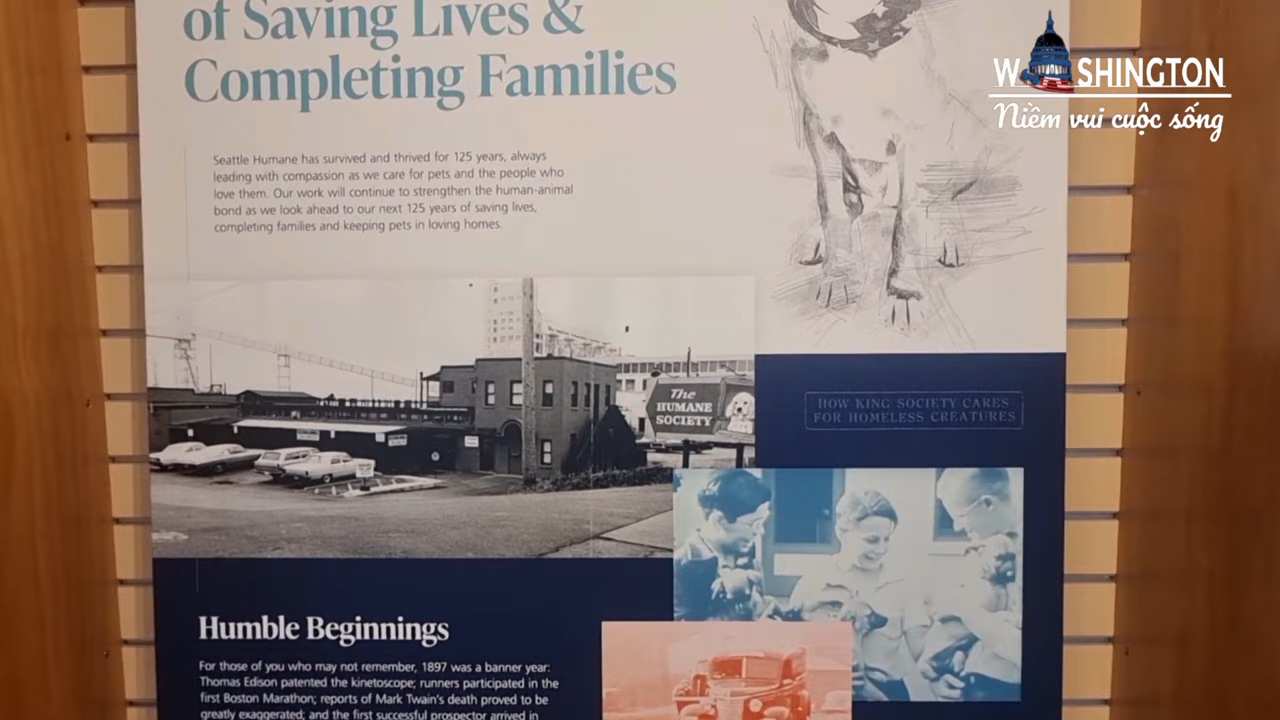 of Saving Lives &
Completing Families
WASHINGTON
Niềm vui cuộc sống
Seattle Humane has survived and thrived for 125 years, always
leading with compassion as we care for pets and the people who
love them. Our work will continue to strengthen the human-animal
bond as we look ahead to our next 125 years of saving lives,
completing families and keeping pets in loving homes.
The
HUMANE
SOCIETY
HOW KING SOCIETY CARES
FOR HOMELESS CREATURES
Humble Beginnings
For those of you who may not remember, 1897 was a banner year:
Thomas Edison patented the kinetoscope; runners participated in the
first Boston Marathon; reports of Mark Twain's death proved to be
greatly exaggerated; and the first successful prospector arrived in